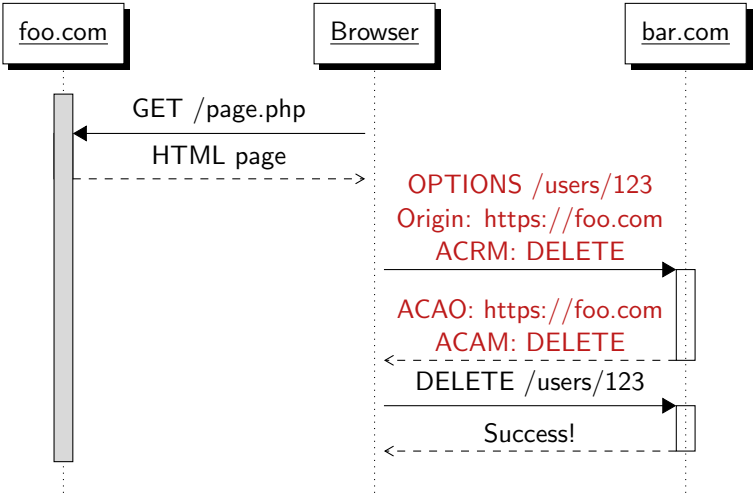 foo.com
Browser
bar.com
GET /page.php
HTML page
OPTIONS /users/123
Origin: https://foo.com
ACRM: DELETE
ACAO: https://foo.com
ACAM: DELETE
DELETE /users/123
Success!